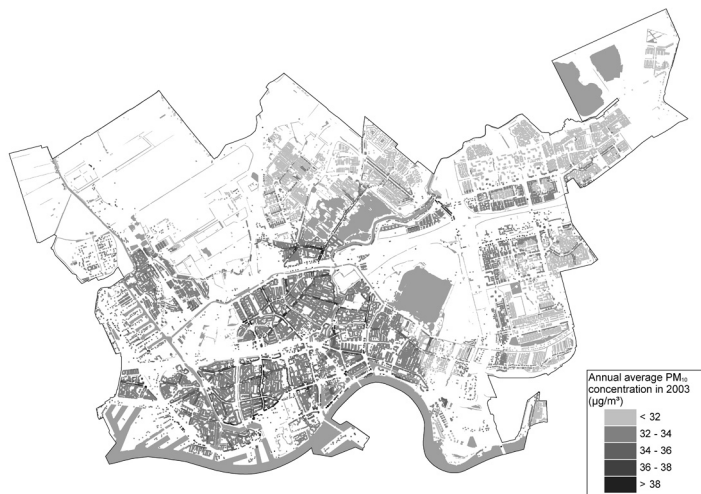 Annual average PM₁₀
concentration in 2003
(µg/m³)
< 32
32 - 34
34 - 36
36 - 38
> 38